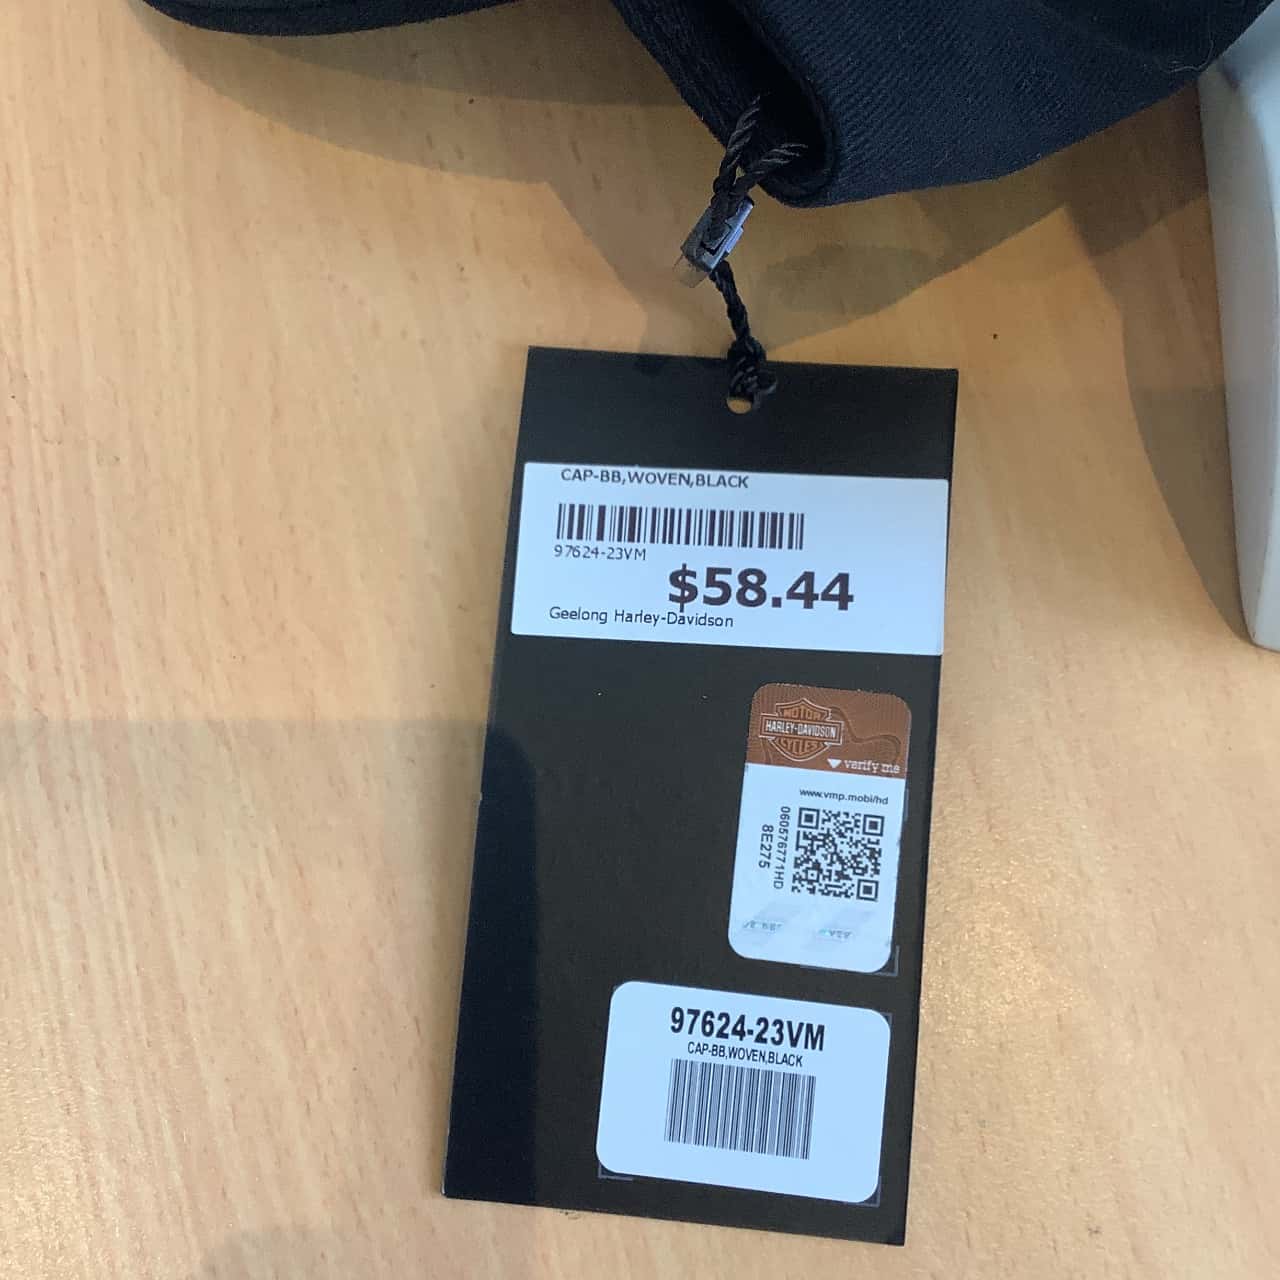 CAP-BB,WOVEN,BLACK
97624-23VM
$58.44
Geelong Harley-Davidson
MOTOR
HARLEY-DAVIDSON
CYCLES
verify me
www.vmp.mobi/hd
060576771HD
8E275
97624-23VM
CAP-BB,WOVEN,BLACK